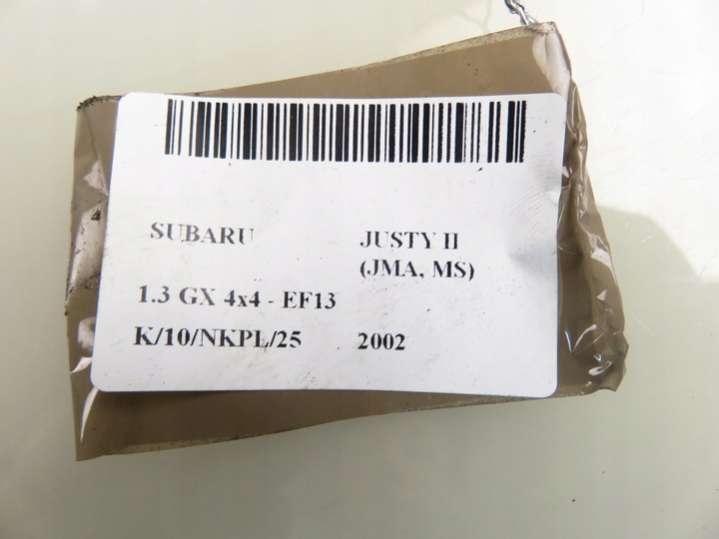 SUBARU JUSTY II
(JMA, MS)
1.3 GX 4x4 - EF13
K/10/NKPL/25 2002